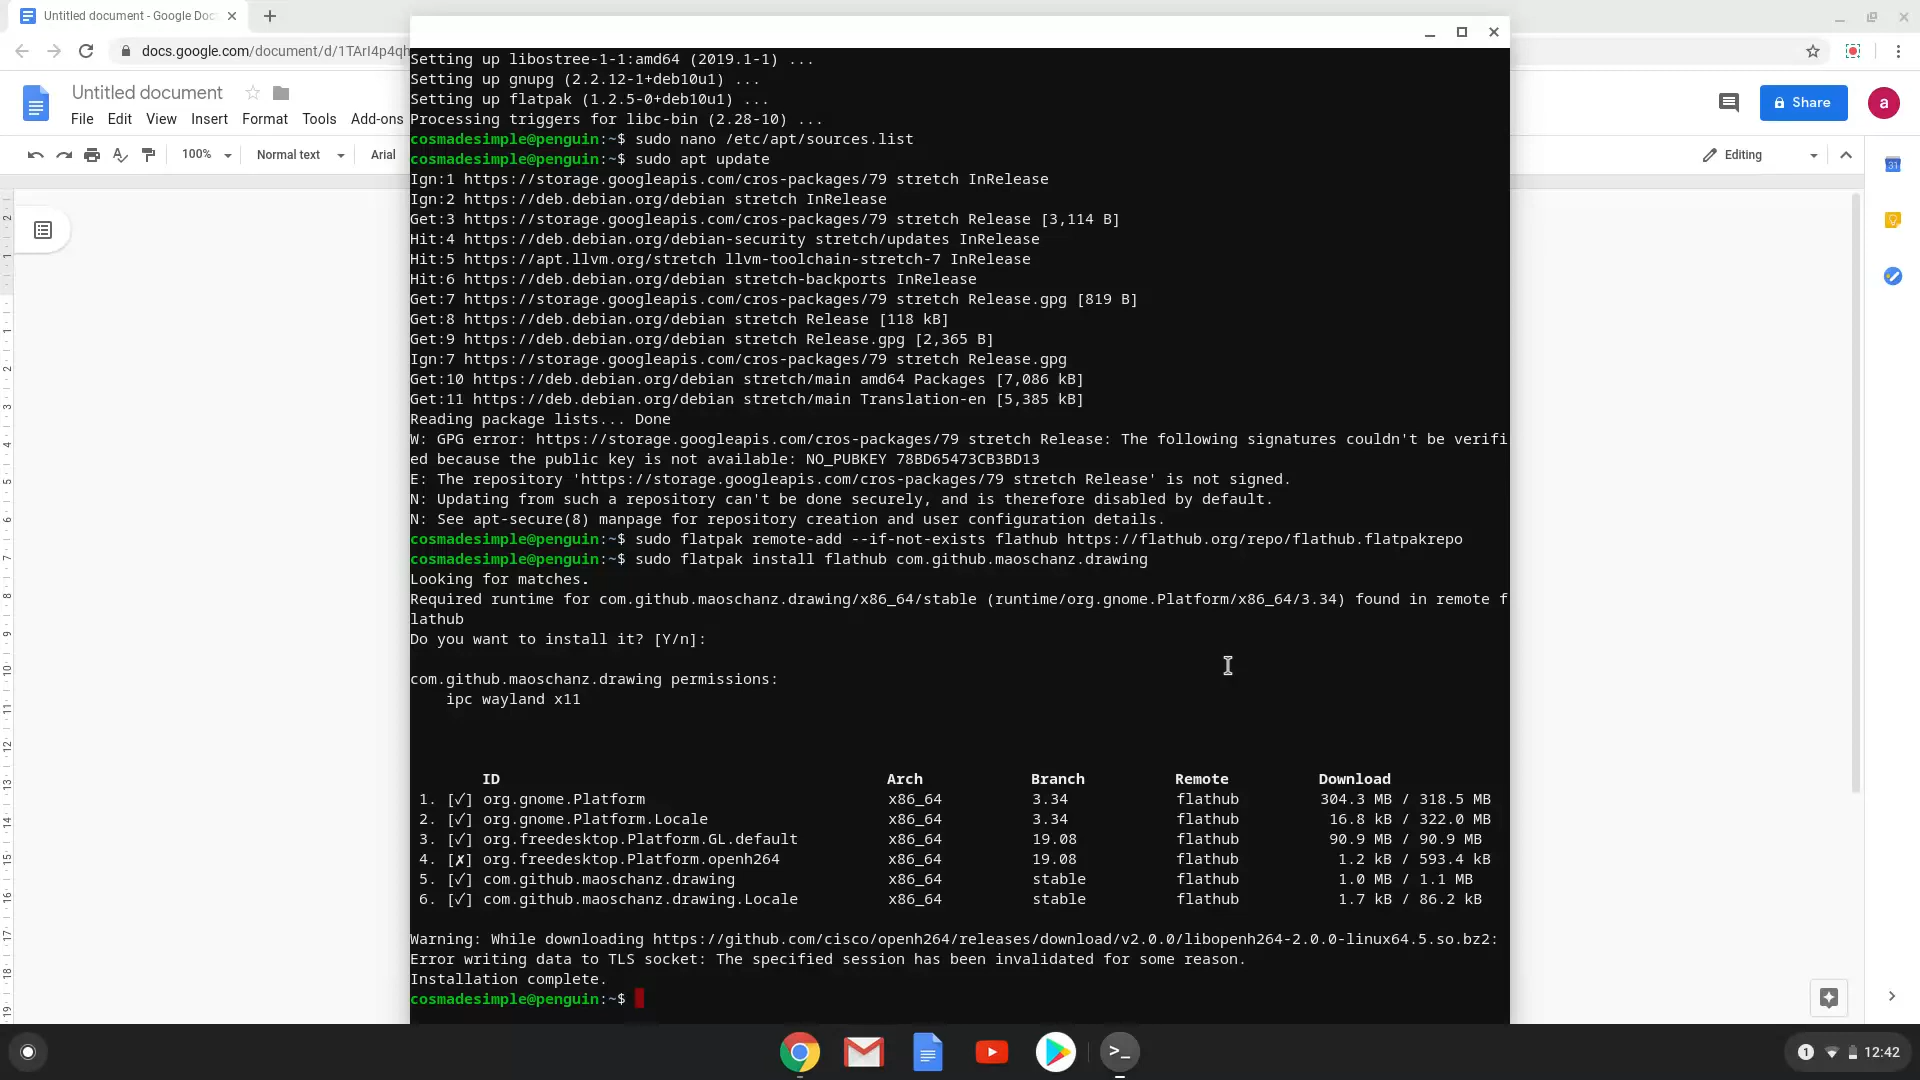 Untitled document - Google Doc
docs.google.com/document/d/1TArI4p4qh
Untitled document
File Edit View Insert Format Tools Add-ons
Share
a
100% Normal text Arial
Editing
31
2
1
1
2
3
4
5
6
7
8
9
10
11
12
13
14
15
16
17
18
19
Setting up libostree-1-1:amd64 (2019.1-1) ...
Setting up gnupg (2.2.12-1+deb10u1) ...
Setting up flatpak (1.2.5-0+deb10u1) ...
Processing triggers for libc-bin (2.28-10) ...
cosmadesimple@penguin:~$ sudo nano /etc/apt/sources.list
cosmadesimple@penguin:~$ sudo apt update
Ign:1 https://storage.googleapis.com/cros-packages/79 stretch InRelease
Ign:2 https://deb.debian.org/debian stretch InRelease
Get:3 https://storage.googleapis.com/cros-packages/79 stretch Release [3,114 B]
Hit:4 https://deb.debian.org/debian-security stretch/updates InRelease
Hit:5 https://apt.llvm.org/stretch llvm-toolchain-stretch-7 InRelease
Hit:6 https://deb.debian.org/debian stretch-backports InRelease
Get:7 https://storage.googleapis.com/cros-packages/79 stretch Release.gpg [819 B]
Get:8 https://deb.debian.org/debian stretch Release [118 kB]
Get:9 https://deb.debian.org/debian stretch Release.gpg [2,365 B]
Ign:7 https://storage.googleapis.com/cros-packages/79 stretch Release.gpg
Get:10 https://deb.debian.org/debian stretch/main amd64 Packages [7,086 kB]
Get:11 https://deb.debian.org/debian stretch/main Translation-en [5,385 kB]
Reading package lists... Done
W: GPG error: https://storage.googleapis.com/cros-packages/79 stretch Release: The following signatures couldn't be verifi
ed because the public key is not available: NO_PUBKEY 78BD65473CB3BD13
E: The repository 'https://storage.googleapis.com/cros-packages/79 stretch Release' is not signed.
N: Updating from such a repository can't be done securely, and is therefore disabled by default.
N: See apt-secure(8) manpage for repository creation and user configuration details.
cosmadesimple@penguin:~$ sudo flatpak remote-add --if-not-exists flathub https://flathub.org/repo/flathub.flatpakrepo
cosmadesimple@penguin:~$ sudo flatpak install flathub com.github.maoschanz.drawing
Looking for matches.
Required runtime for com.github.maoschanz.drawing/x86_64/stable (runtime/org.gnome.Platform/x86_64/3.34) found in remote f
lathub
Do you want to install it? [Y/n]:
com.github.maoschanz.drawing permissions:
ipc wayland x11
ID Arch Branch Remote Download
1. [✓] org.gnome.Platform x86_64 3.34 flathub 304.3 MB / 318.5 MB
2. [✓] org.gnome.Platform.Locale x86_64 3.34 flathub 16.8 kB / 322.0 MB
3. [✓] org.freedesktop.Platform.GL.default x86_64 19.08 flathub 90.9 MB / 90.9 MB
4. [✗] org.freedesktop.Platform.openh264 x86_64 19.08 flathub 1.2 kB / 593.4 kB
5. [✓] com.github.maoschanz.drawing x86_64 stable flathub 1.0 MB / 1.1 MB
6. [✓] com.github.maoschanz.drawing.Locale x86_64 stable flathub 1.7 kB / 86.2 kB
Warning: While downloading https://github.com/cisco/openh264/releases/download/v2.0.0/libopenh264-2.0.0-linux64.5.so.bz2:
Error writing data to TLS socket: The specified session has been invalidated for some reason.
Installation complete.
cosmadesimple@penguin:~$
>_
1 12:42